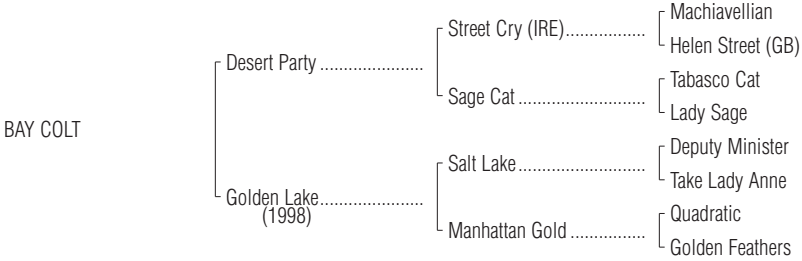 Machiavellian
Street Cry (IRE).................
Helen Street (GB)
Desert Party ......................
Tabasco Cat
Sage Cat ...........................
Lady Sage
BAY COLT
Deputy Minister
Salt Lake...........................
Take Lady Anne
Golden Lake......................
(1998)
Quadratic
Manhattan Gold ................
Golden Feathers